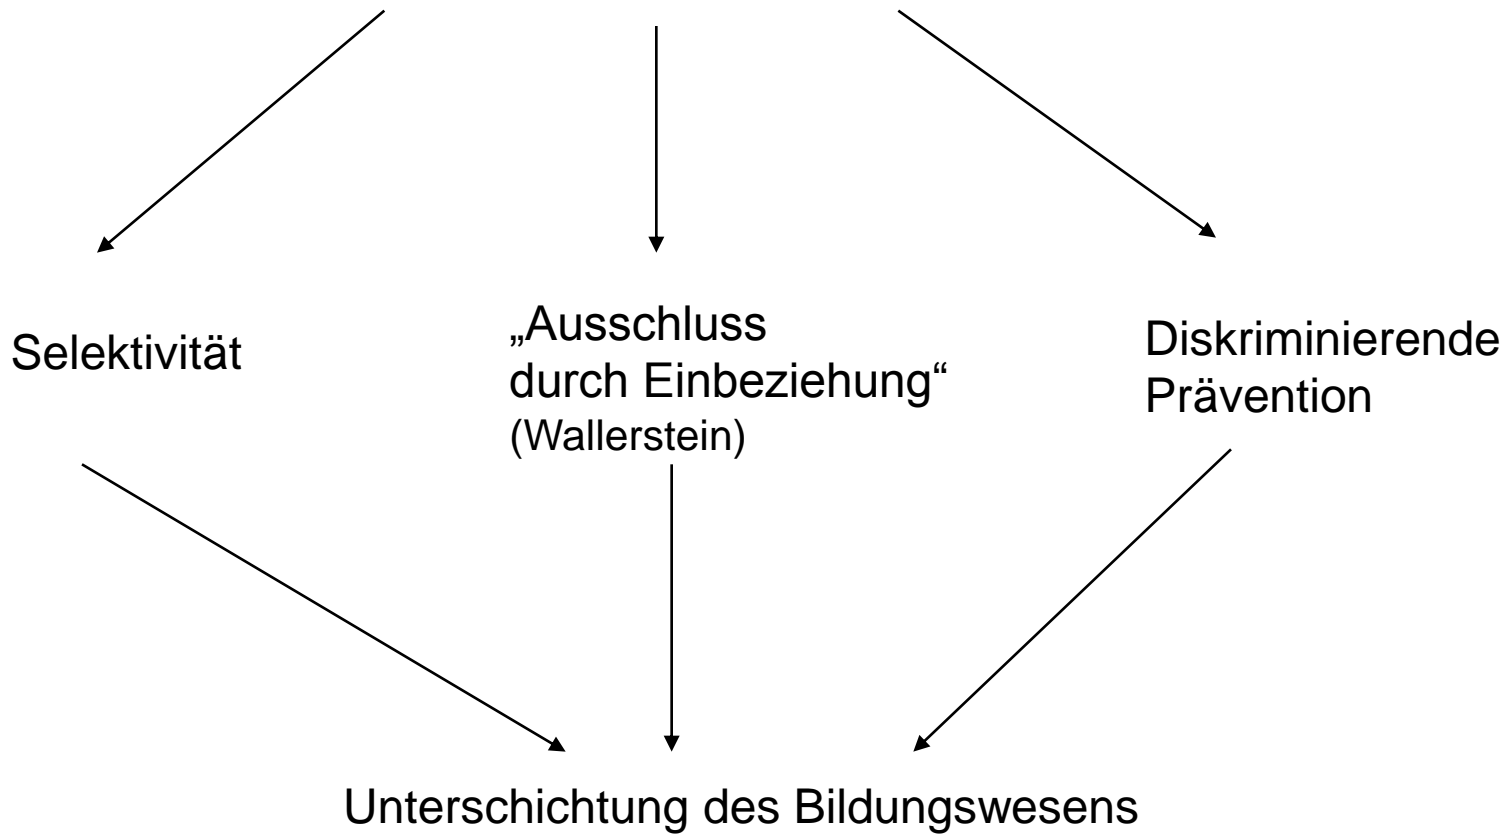 Selektivität
„Ausschluss
durch Einbeziehung“
(Wallerstein)
Diskriminierende
Prävention
Unterschichtung des Bildungswesens